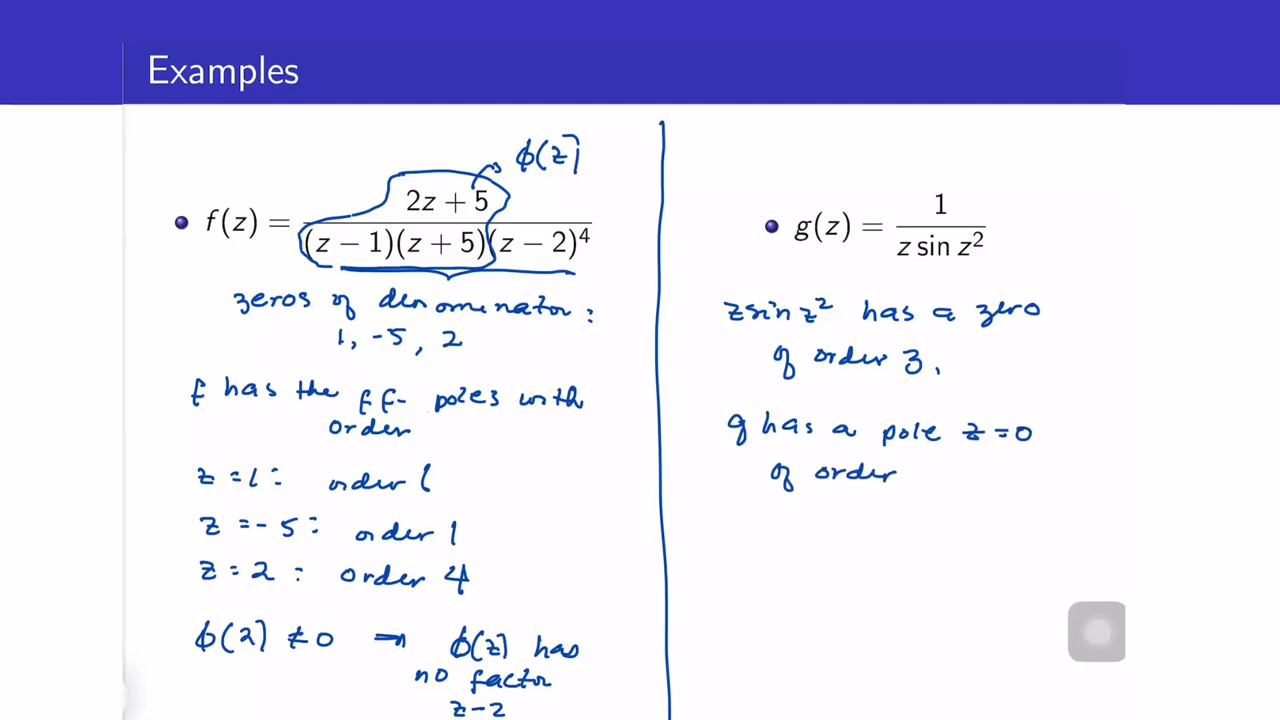 Examples
ϕ(z)
f(z) = 2z + 5 / (z − 1)(z + 5)(z − 2)⁴
zeros of denominator:
1, -5, 2
f has the ff- poles with
order
z = 1: order 1
z = -5: order 1
z = 2: order 4
ϕ(2) ≠ 0 → ϕ(z) has
no factor
z-2
g(z) = 1 / z sin z²
z sin z² has a zero
of order 3.
g has a pole z = 0
of order